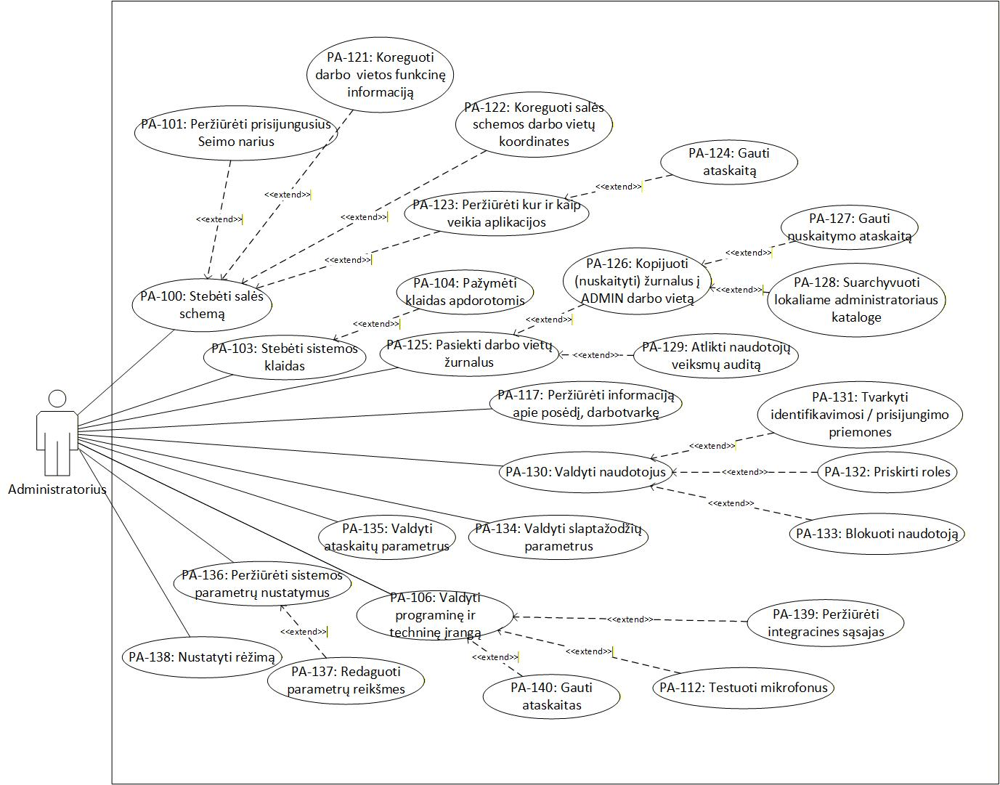 PA-121: Koreguoti
darbo vietos funkcinę
informaciją
PA-122: Koreguoti salės
schemos darbo vietų
koordinates
PA-101: Peržiūrėti prisijungusius
Seimo narius
PA-124: Gauti
ataskaitą
<<extend>>
<<extend>>
PA-123: Peržiūrėti kur ir kaip
veikia aplikacijos
<<extend>>
<<extend>>
PA-127: Gauti
nuskaitymo ataskaitą
<<extend>>
<<extend>>
PA-126: Kopijuoti
(nuskaityti) žurnalus į
ADMIN darbo vietą
<<extend>>
PA-128: Suarchyvuoti
lokaliame administratoriaus
kataloge
PA-100: Stebėti salės
schemą
PA-104: Pažymėti
klaidas apdorotomis
<<extend>>
<<extend>>
PA-103: Stebėti sistemos
klaidas
PA-125: Pasiekti darbo vietų
žurnalus
<<extend>>
PA-129: Atlikti naudotojų
veiksmų auditą
PA-117: Peržiūrėti informaciją
apie posėdį, darbotvarkę
PA-131: Tvarkyti
identifikavimosi / prisijungimo
priemones
<<extend>>
PA-130: Valdyti naudotojus
<<extend>>
PA-132: Priskirti roles
Administratorius
<<extend>>
PA-133: Blokuoti naudotoją
PA-135: Valdyti
ataskaitų parametrus
PA-134: Valdyti slaptažodžių
parametrus
PA-136: Peržiūrėti sistemos
parametrų nustatymus
PA-106: Valdyti
programinę ir
techninę įrangą
<<extend>>
PA-139: Peržiūrėti
integracines sąsajas
<<extend>>
<<extend>>
<<extend>>
PA-138: Nustatyti rėžimą
PA-137: Redaguoti
parametrų reikšmes
PA-140: Gauti
ataskaitas
PA-112: Testuoti mikrofonus